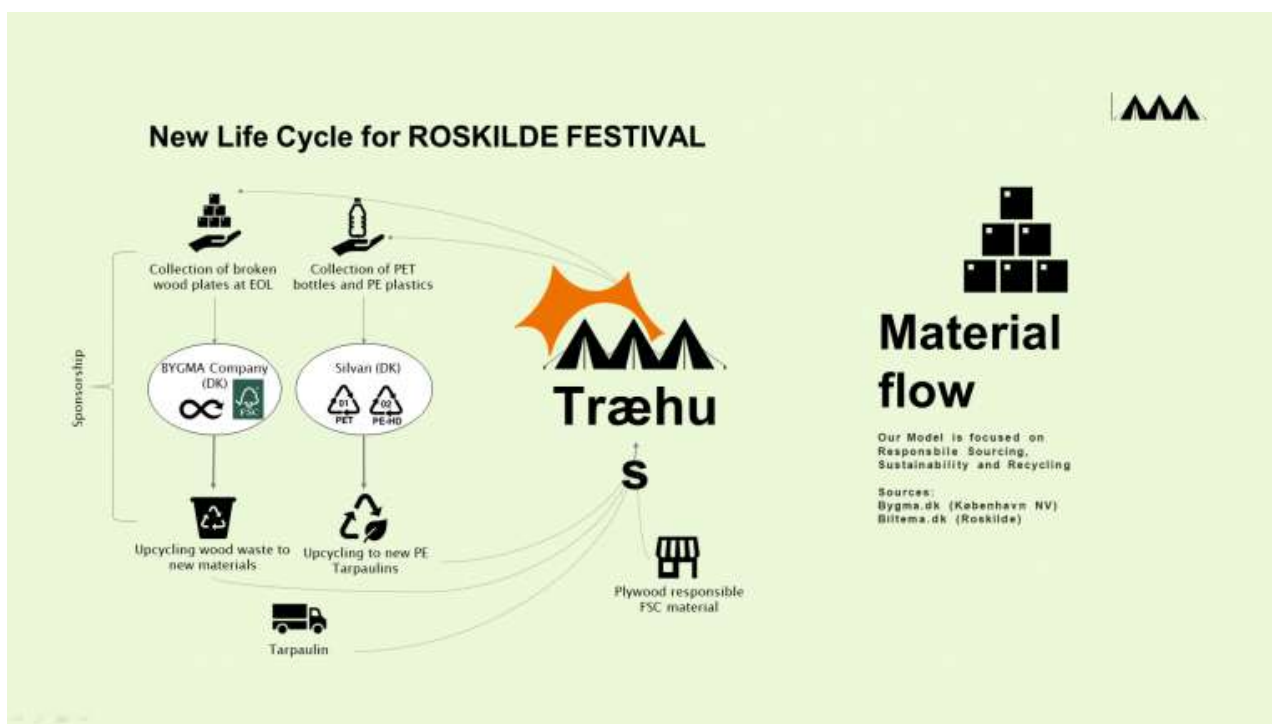 New Life Cycle for ROSKILDE FESTIVAL
Collection of broken
wood plates at EOL
Collection of PET
bottles and PE plastics
Sponsorship
BYGMA Company
(DK)
FSC
Silvan (DK)
01
PET
02
PE-HD
Upcycling wood waste to
new materials
Upcycling to new PE
Tarpaulins
Tarpaulin
Træhu
s
Plywood responsible
FSC material
Material
flow
Our Model is focused on
Responsbile Sourcing,
Sustainability and Recycling
Sources:
Bygma.dk (København NV)
Biltema.dk (Roskilde)